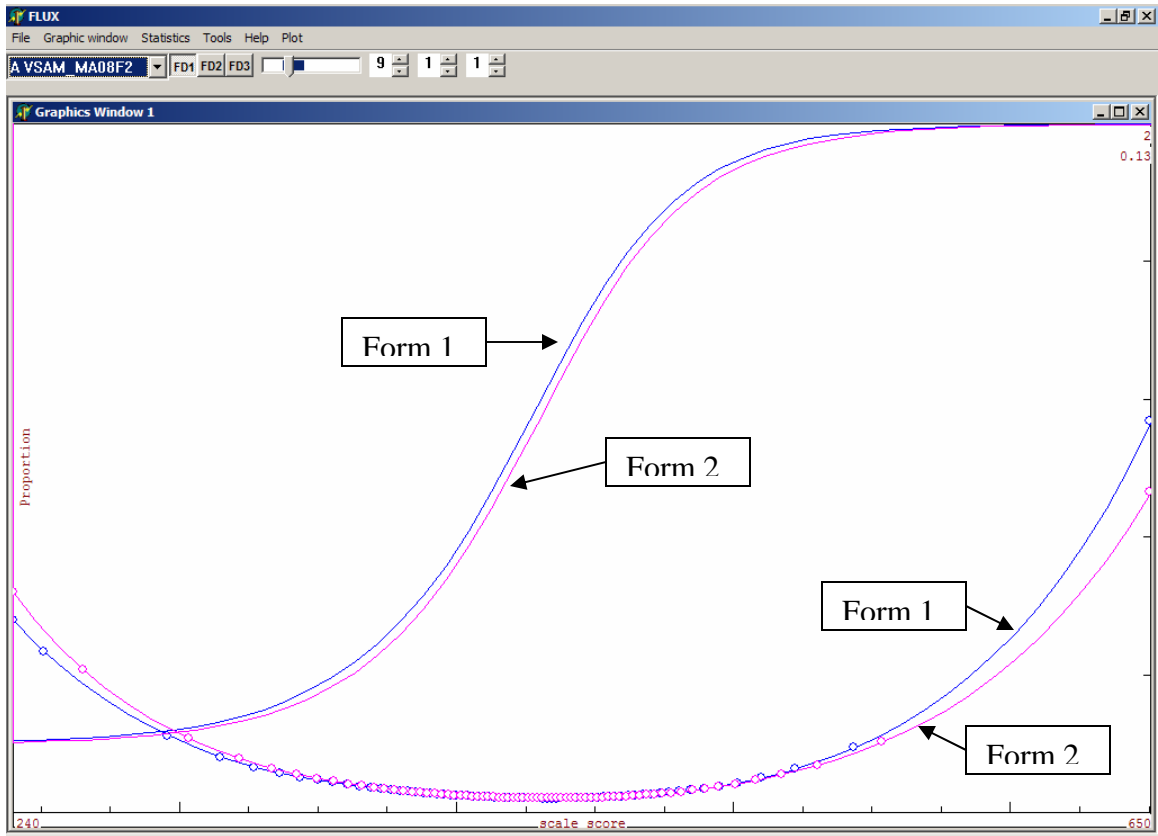 FLUX
File Graphic window Statistics Tools Help Plot
A VSAM_MA08F2 FD1 FD2 FD3 9 1 1
Graphics Window 1
2
0.13
Form 1
Proportion
Form 2
Form 1
Form 2
240 scale score 650